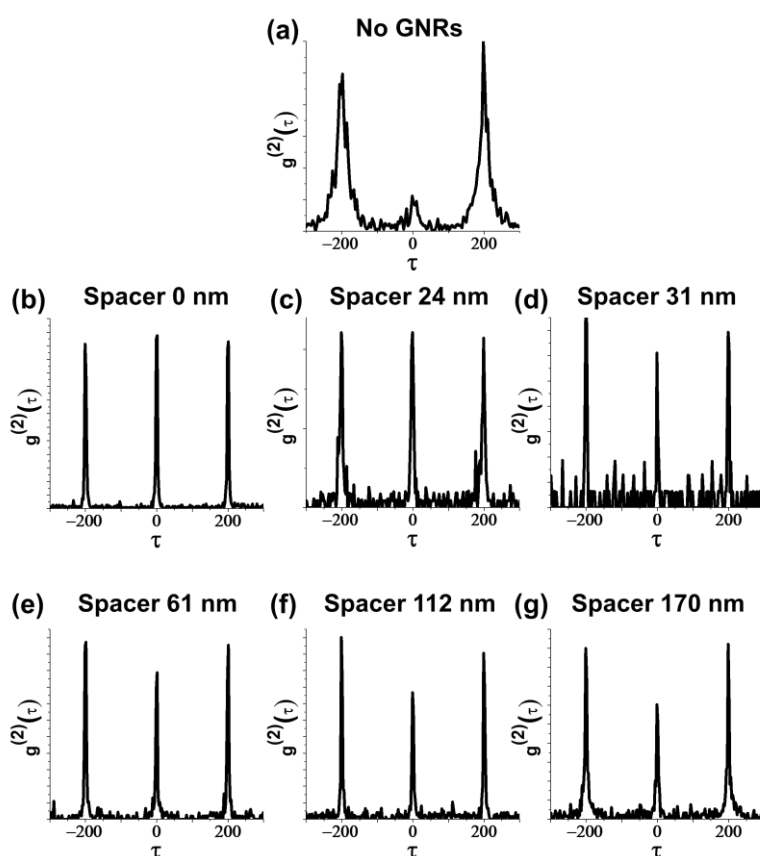 (a) No GNRs
g(2)(τ)
−200 0 200
τ
(b) Spacer 0 nm
g(2)(τ)
−200 0 200
τ
(c) Spacer 24 nm
g(2)(τ)
−200 0 200
τ
(d) Spacer 31 nm
g(2)(τ)
−200 0 200
τ
(e) Spacer 61 nm
g(2)(τ)
−200 0 200
τ
(f) Spacer 112 nm
g(2)(τ)
−200 0 200
τ
(g) Spacer 170 nm
g(2)(τ)
−200 0 200
τ